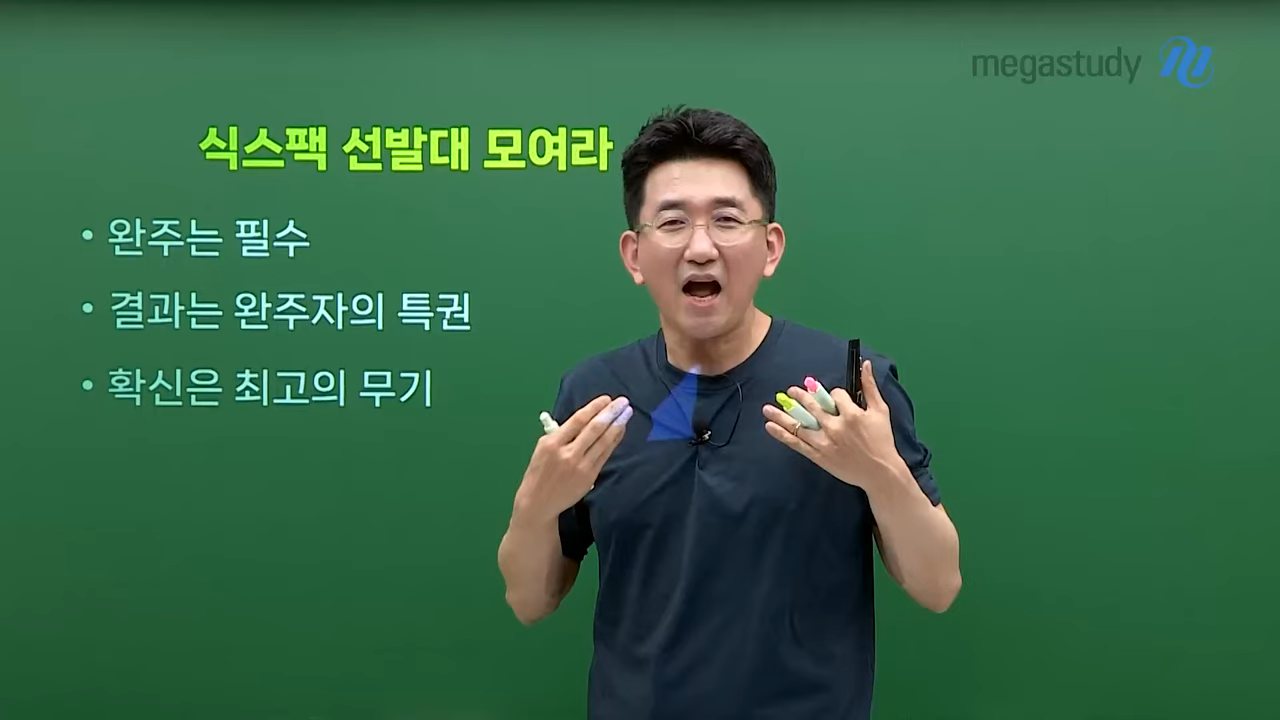 megastudy
식스팩 선발대 모여라
• 완주는 필수
• 결과는 완주자의 특권
• 확신은 최고의 무기